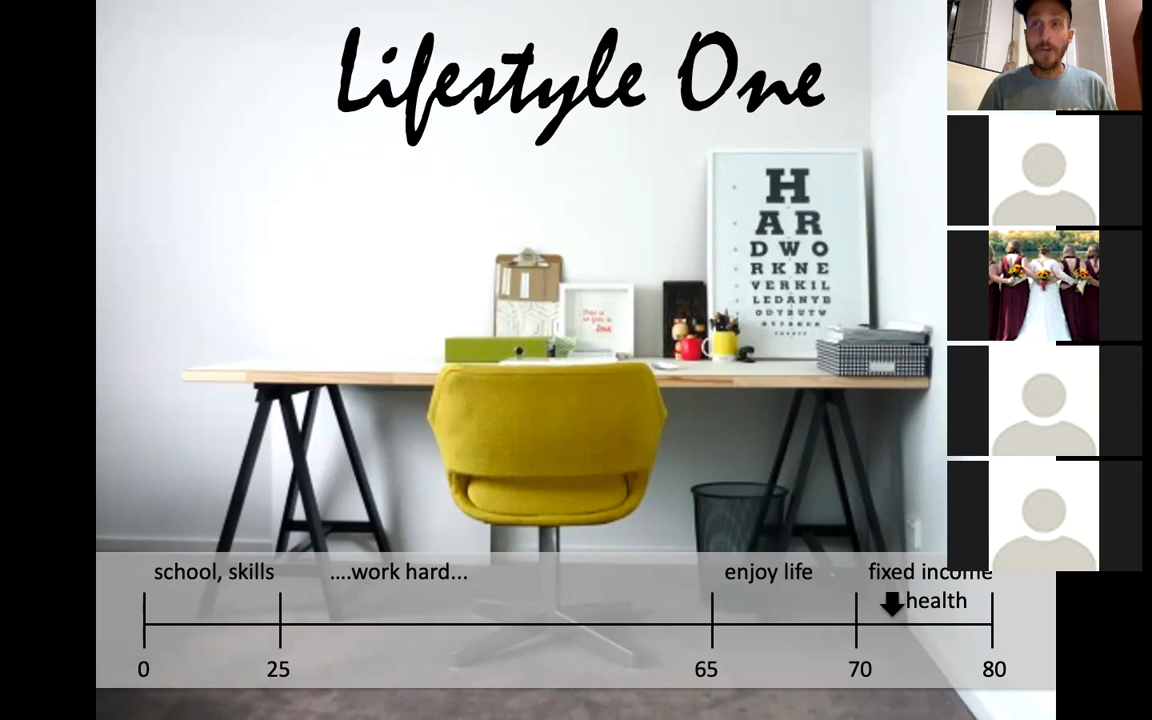 Lifestyle One
H
AR
DWO
RKNE
VERKIL
LEDANYB
school, skills
....work hard...
enjoy life
fixed income
health
0
25
65
70
80